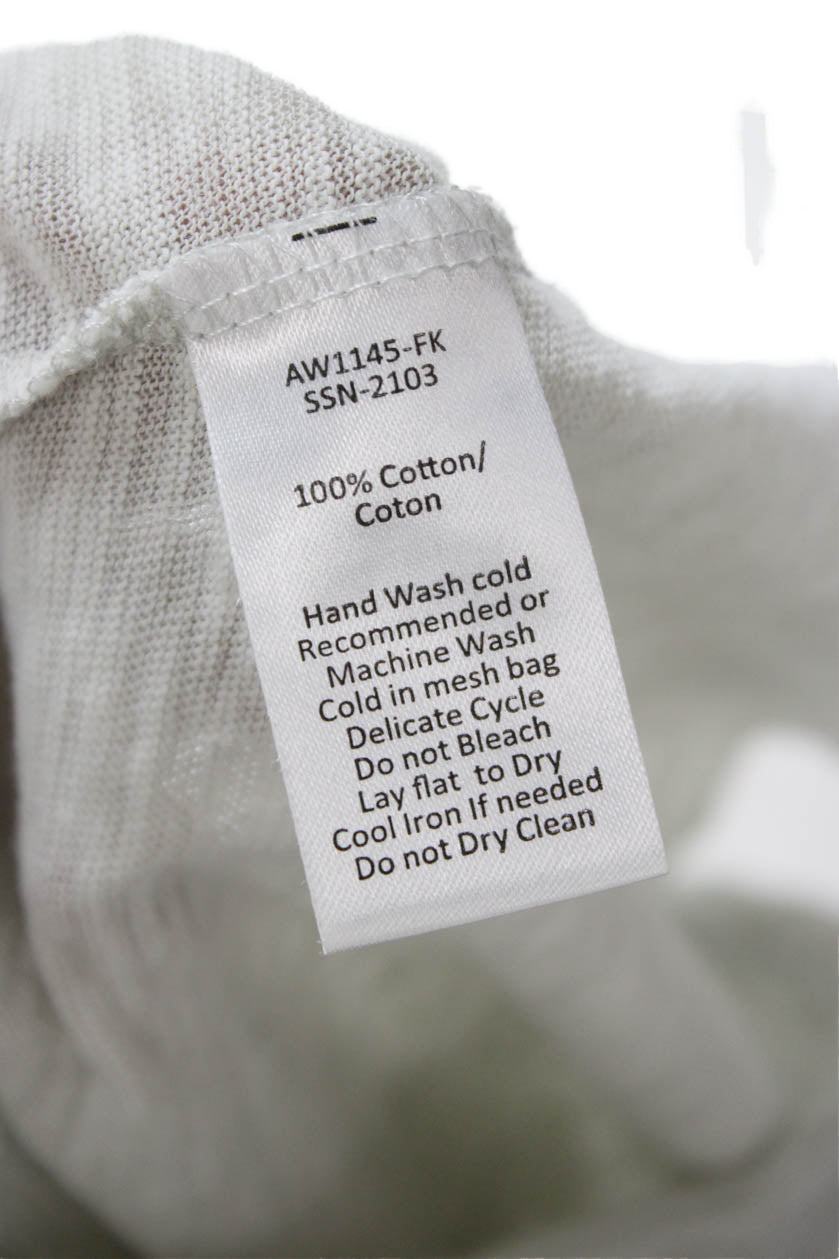 AW1145-FK
SSN-2103
100% Cotton/
Coton
Hand Wash cold
Recommended or
Machine Wash
Cold in mesh bag
Delicate Cycle
Do not Bleach
Lay flat to Dry
Cool Iron If needed
Do not Dry Clean